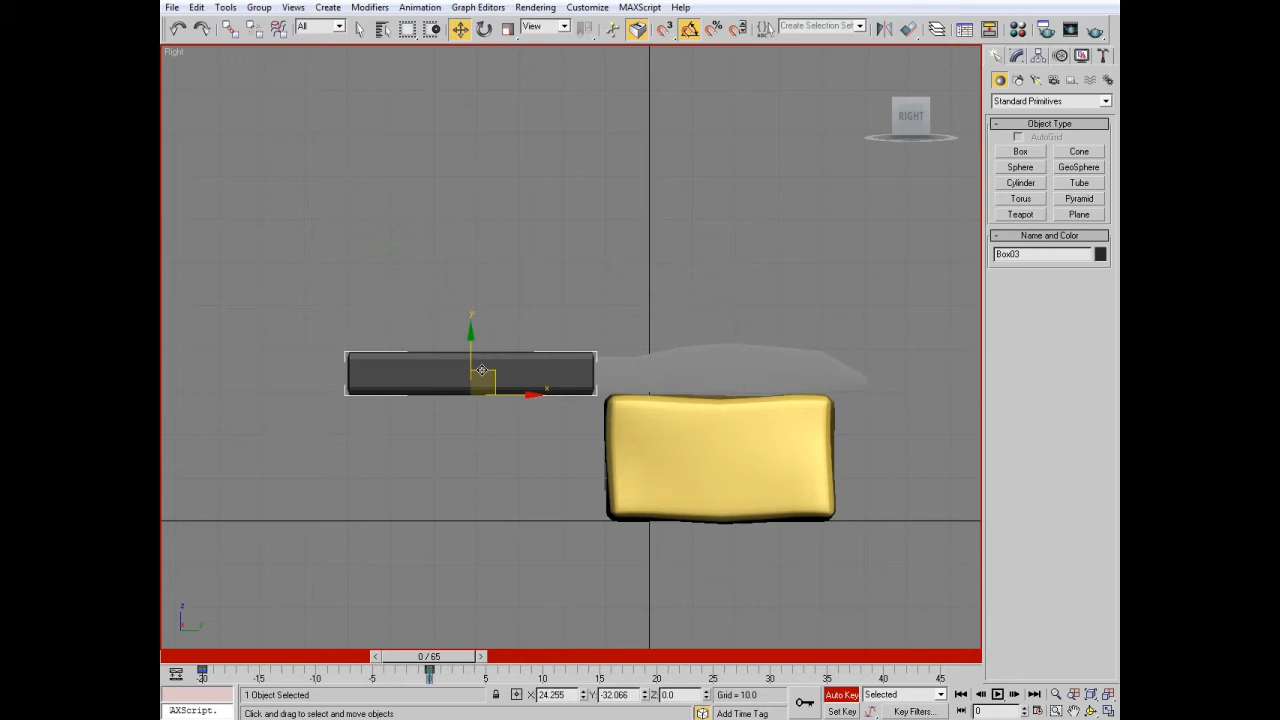 File Edit Tools Group Views Create Modifiers Animation Graph Editors Rendering Customize MAXScript Help
All View 3 Create Selection Set
Right
RIGHT
Standard Primitives
Object Type
AutoGrid
Box Cone
Sphere GeoSphere
Cylinder Tube
Torus Pyramid
Teapot Plane
Name and Color
Box03
y
x
z
x y
0 / 65
-20 -15 -10 -5 5 10 15 20 25 30 35 40 45
1 Object Selected X: 24.255 Y: -32.066 Z: 0.0 Grid = 10.0 Auto Key Selected
AXScript. Click and drag to select and move objects Add Time Tag Set Key Key Filters... 0